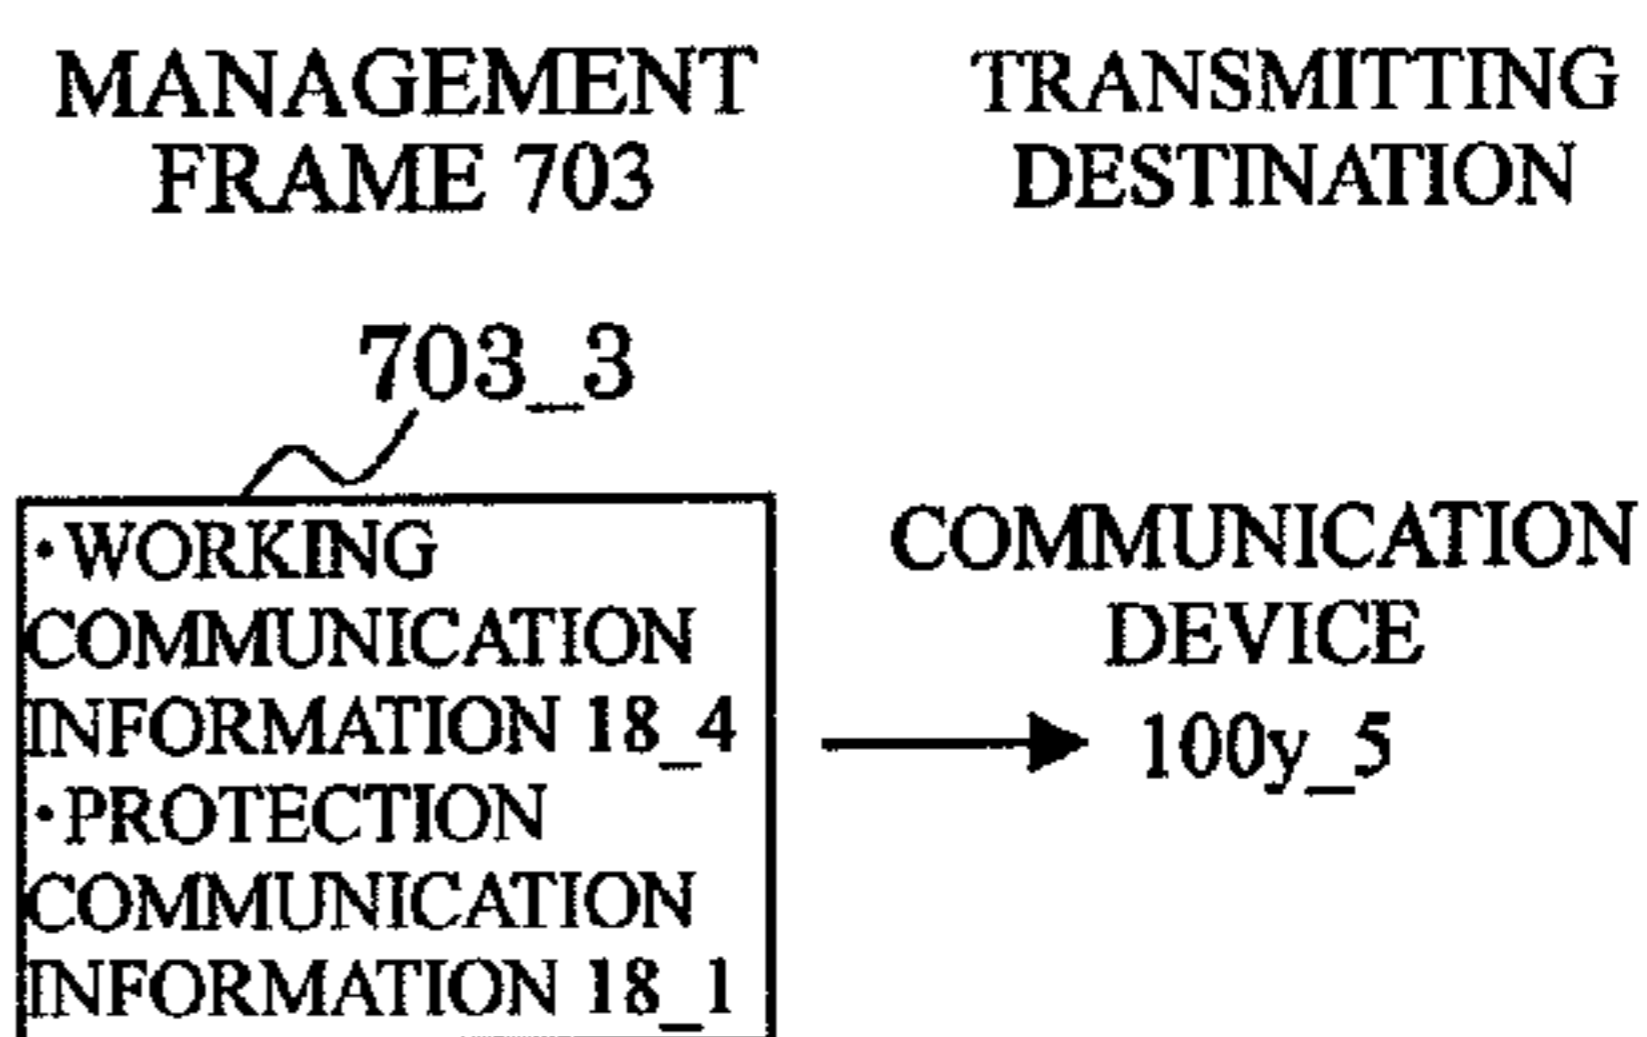 MANAGEMENT
FRAME 703
TRANSMITTING
DESTINATION
703_3
·WORKING
COMMUNICATION
INFORMATION 18_4
·PROTECTION
COMMUNICATION
INFORMATION 18_1
COMMUNICATION
DEVICE
100y_5